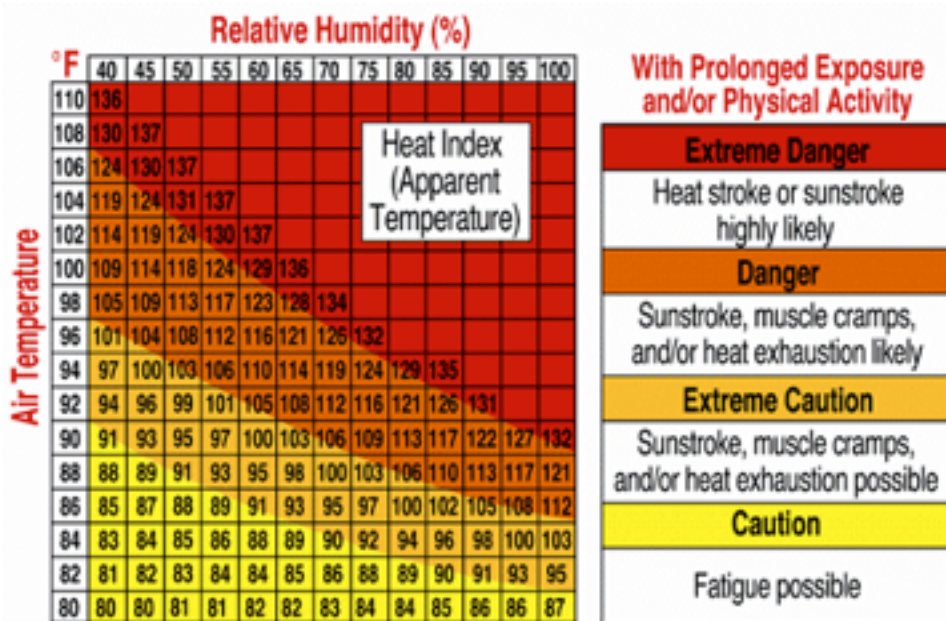 Relative Humidity (%)
°F 40 45 50 55 60 65 70 75 80 85 90 95 100
110 136
108 130 137
106 124 130 137
104 119 124 131 137
102 114 119 124 130 137
100 109 114 118 124 129 136
98 105 109 113 117 123 128 134
96 101 104 108 112 116 121 126 132
94 97 100 103 106 110 114 119 124 129 135
92 94 96 99 101 105 108 112 116 121 126 131
90 91 93 95 97 100 103 106 109 113 117 122 127 132
88 88 89 91 93 95 98 100 103 106 110 113 117 121
86 85 87 88 89 91 93 95 97 100 102 105 108 112
84 83 84 85 86 88 89 90 92 94 96 98 100 103
82 81 82 83 84 84 85 86 88 89 90 91 93 95
80 80 80 81 81 82 82 83 84 84 85 86 86 87
Air Temperature
Heat Index
(Apparent
Temperature)
With Prolonged Exposure
and/or Physical Activity
Extreme Danger
Heat stroke or sunstroke
highly likely
Danger
Sunstroke, muscle cramps,
and/or heat exhaustion likely
Extreme Caution
Sunstroke, muscle cramps,
and/or heat exhaustion possible
Caution
Fatigue possible